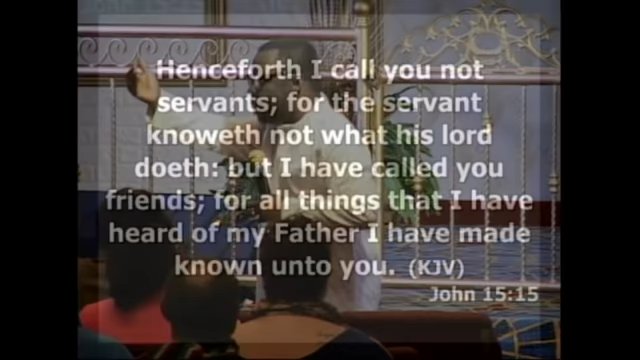 Henceforth I call you not
servants; for the servant
knoweth not what his lord
doeth: but I have called you
friends; for all things that I have
heard of my Father I have made
known unto you. (KJV)
John 15:15